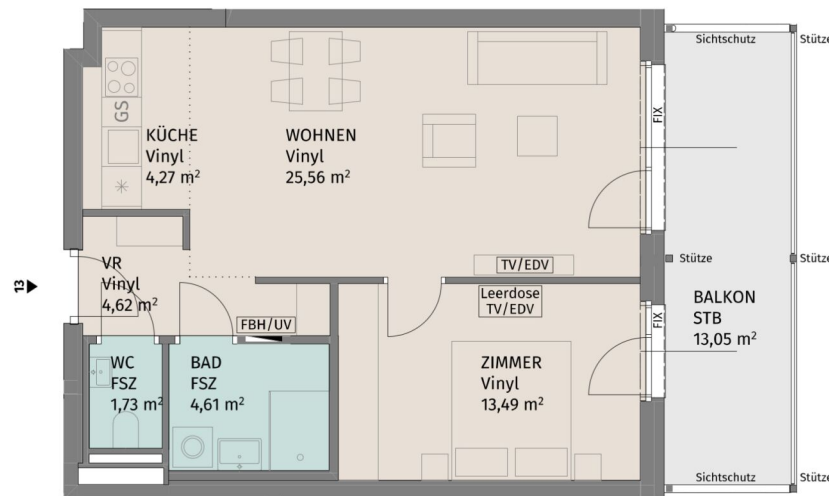 Sichtschutz
Stütze
GS
KÜCHE
Vinyl
4,27 m²
WOHNEN
Vinyl
25,56 m²
FIX
VR
Vinyl
4,62 m²
13
TV/EDV
Stütze
Leerdose
TV/EDV
BALKON
STB
13,05 m²
FBH/UV
FIX
WC
FSZ
1,73 m²
BAD
FSZ
4,61 m²
ZIMMER
Vinyl
13,49 m²
Sichtschutz
Stütze
Stütze